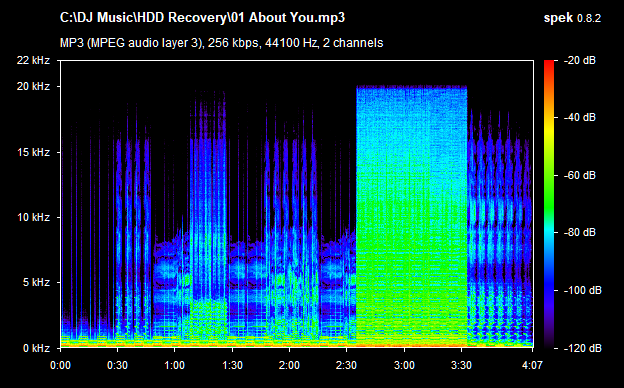 C:\DJ Music\HDD Recovery\01 About You.mp3 spek 0.8.2
MP3 (MPEG audio layer 3), 256 kbps, 44100 Hz, 2 channels
22 kHz -20 dB
20 kHz
-40 dB
15 kHz
-60 dB
10 kHz
-80 dB
5 kHz
-100 dB
0 kHz -120 dB
0:00 0:30 1:00 1:30 2:00 2:30 3:00 3:30 4:07